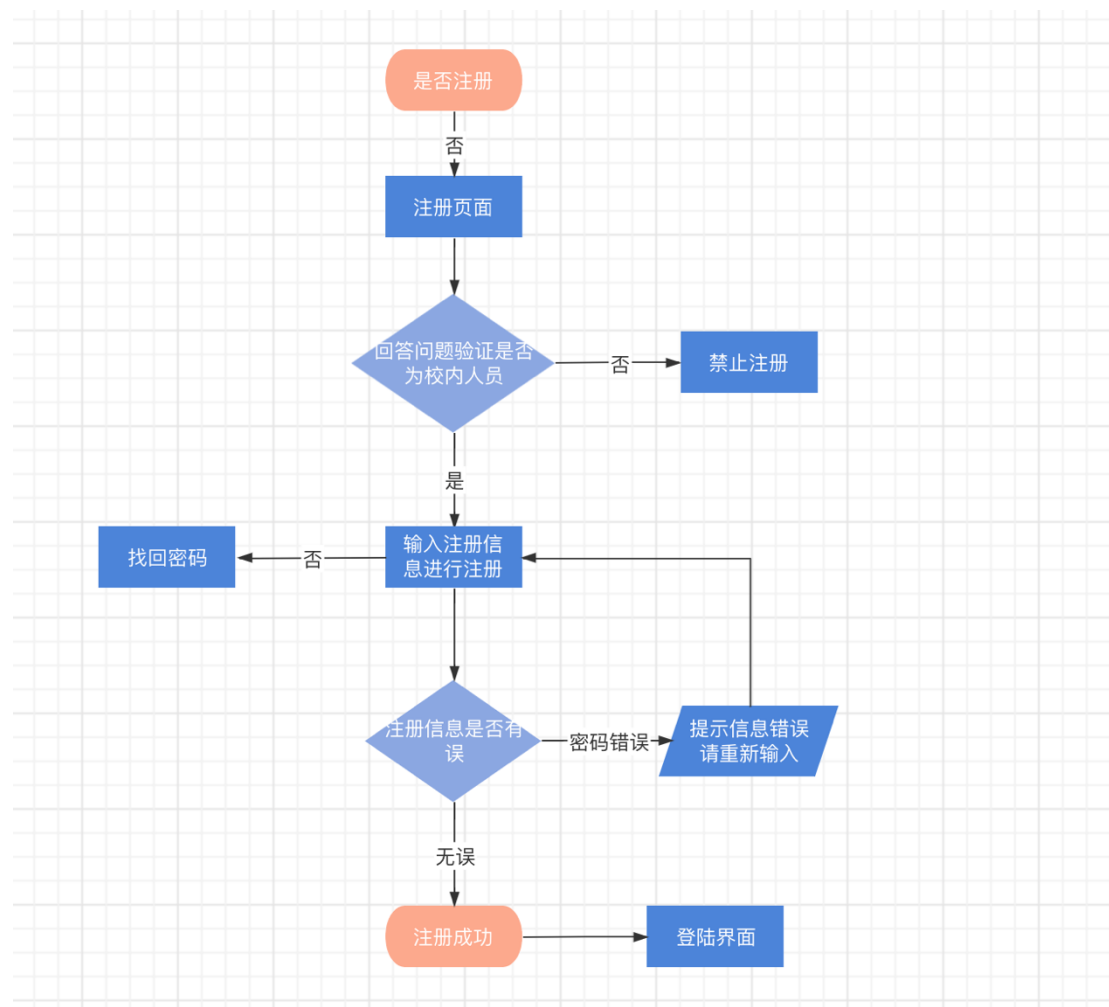 是否注册
否
注册页面
回答问题验证是否
为校内人员
否
禁止注册
是
找回密码
否
输入注册信
息进行注册
注册信息是否有
误
密码错误
提示信息错误
请重新输入
无误
注册成功
登陆界面